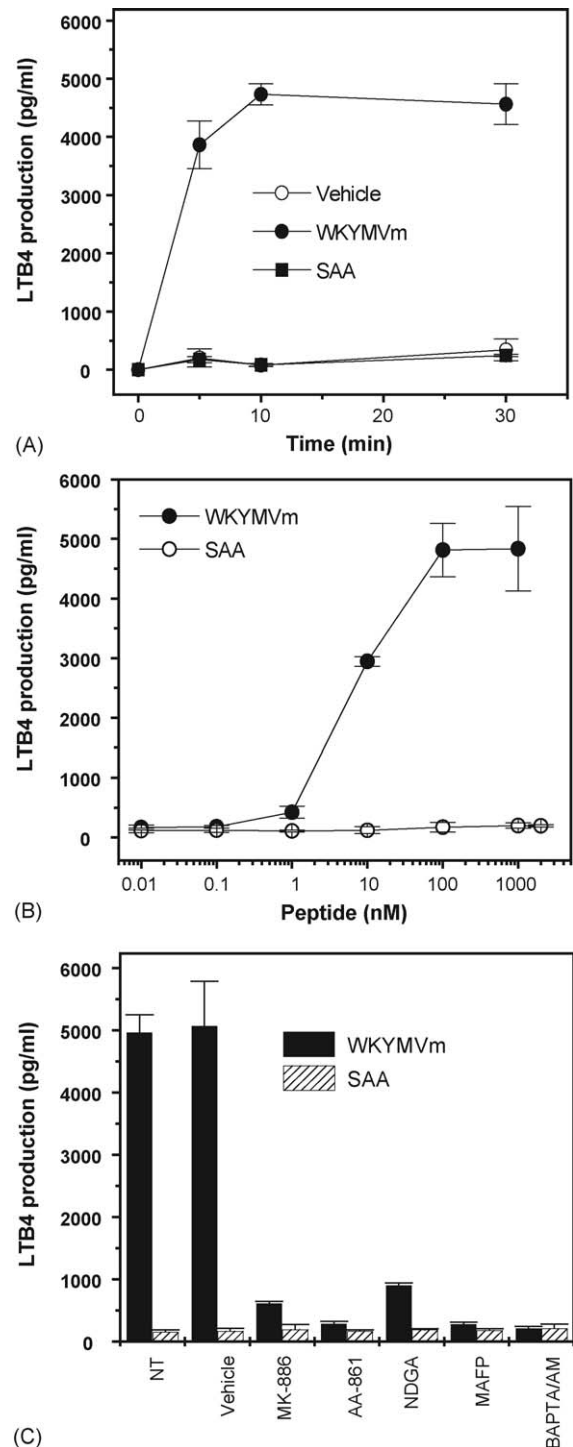 6000
5000
4000
3000
2000
1000
0
LTB4 production (pg/ml)
Vehicle
WKYMVm
SAA
0 10 20 30
Time (min)
(A)
6000
5000
4000
3000
2000
1000
0
LTB4 production (pg/ml)
WKYMVm
SAA
0.01 0.1 1 10 100 1000
Peptide (nM)
(B)
6000
5000
4000
3000
2000
1000
0
LTB4 production (pg/ml)
WKYMVm
SAA
NT
Vehicle
MK-886
AA-861
NDGA
MAFP
BAPTA/AM
(C)